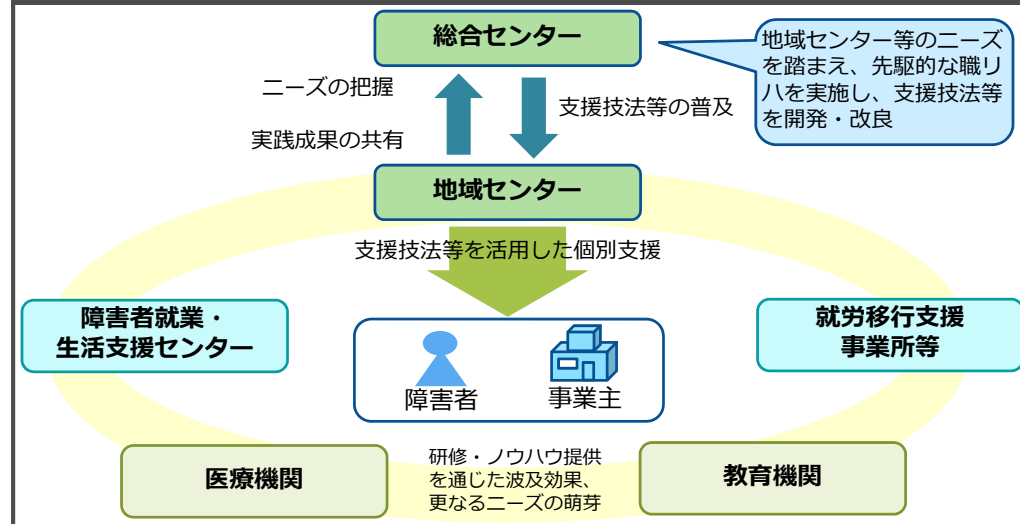 総合センター
地域センター等のニーズ
を踏まえ、先駆的な職リ
ハを実施し、支援技法等
を開発・改良
ニーズの把握
実践成果の共有
支援技法等の普及
地域センター
支援技法等を活用した個別支援
障害者就業・
生活支援センター
就労移行支援
事業所等
障害者
事業主
医療機関
研修・ノウハウ提供
を通じた波及効果、
更なるニーズの萌芽
教育機関